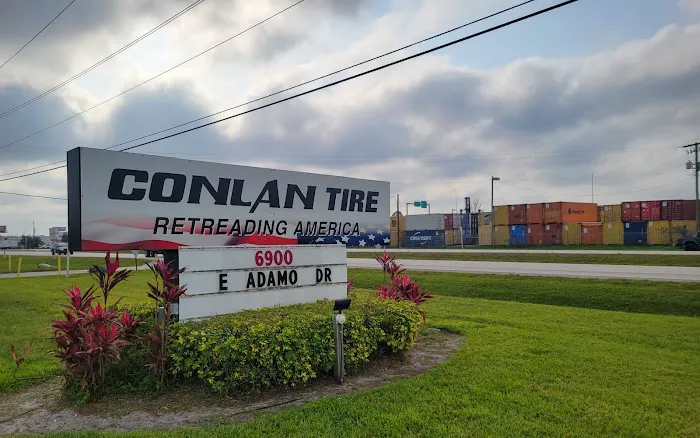 CONLAN TIRE
RETREADING AMERICA
6900
E ADAMO DR